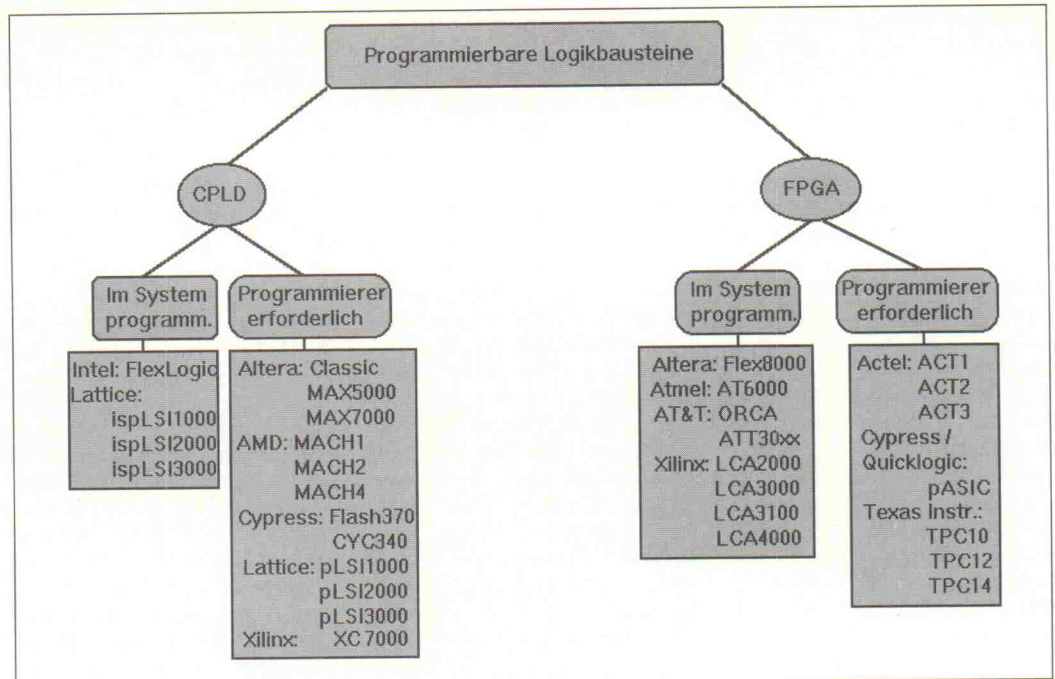 Programmierbare Logikbausteine
CPLD
FPGA
Im System
programm.
Programmierer
erforderlich
Im System
programm.
Programmierer
erforderlich
Intel: FlexLogic
Lattice:
ispLSI1000
ispLSI2000
ispLSI3000
Altera: Classic
MAX5000
MAX7000
AMD: MACH1
MACH2
MACH4
Cypress: Flash370
CYC340
Lattice: pLSI1000
pLSI2000
pLSI3000
Xilinx: XC7000
Altera: Flex8000
Atmel: AT6000
AT&T: ORCA
ATT30xx
Xilinx: LCA2000
LCA3000
LCA3100
LCA4000
Actel: ACT1
ACT2
ACT3
Cypress /
Quicklogic:
pASIC
Texas Instr.:
TPC10
TPC12
TPC14